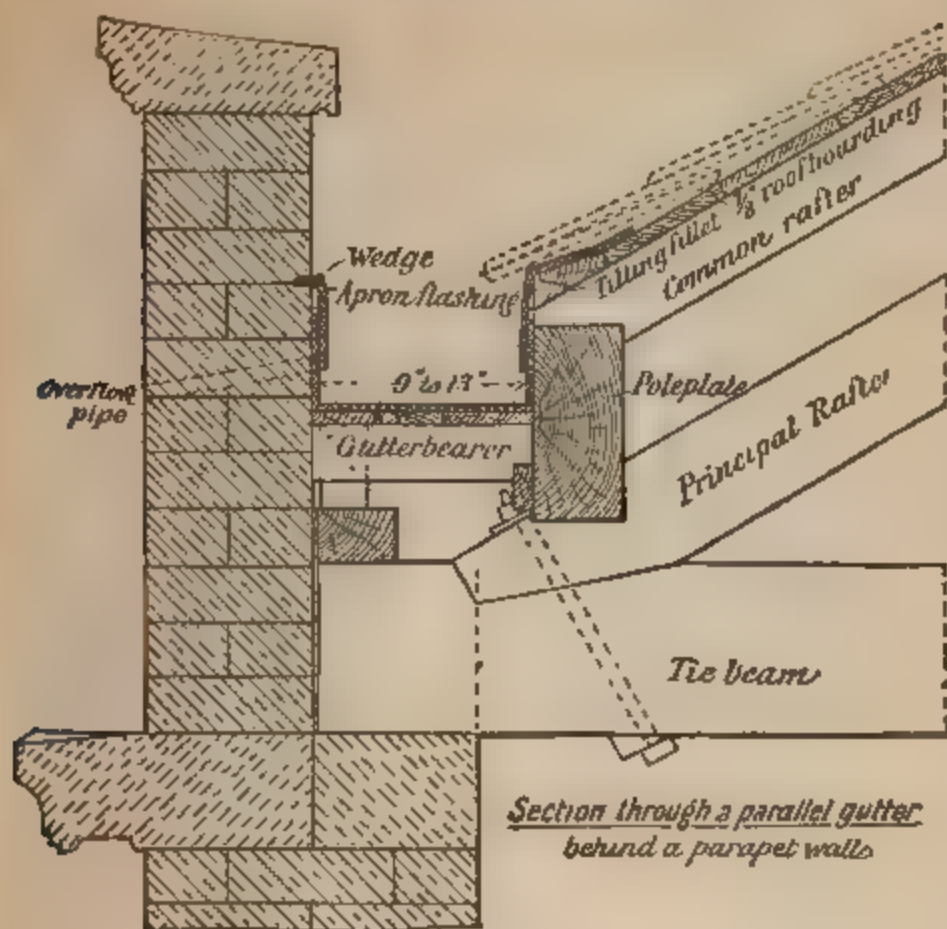 Wedge
Apron flashing
Tilting fillet ⅞" roof boarding
Common rafter
Overflow
pipe
9" to 13"
Poleplate
Gutterbearer
Principal Rafter
Tie beam
Section through a parallel gutter
behind a parapet wall